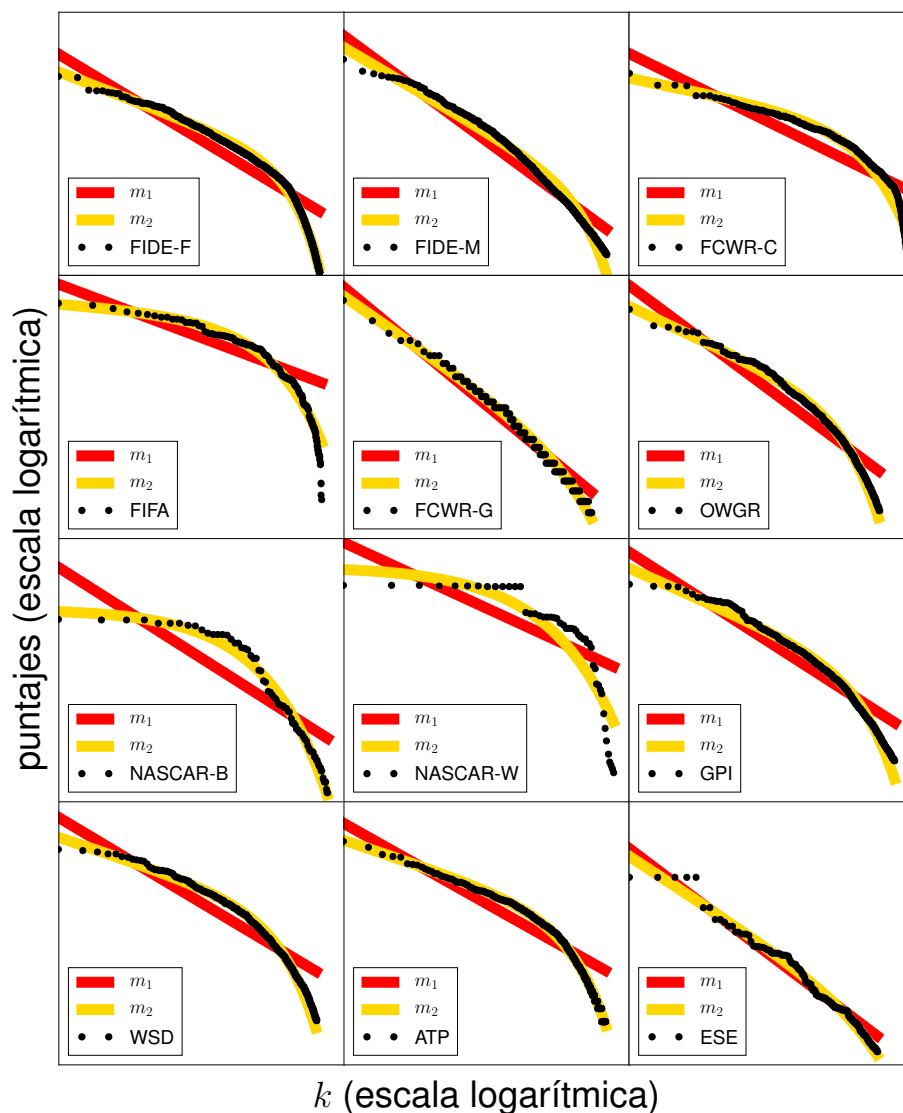 puntajes (escala logarítmica)
m₁
m₂
FIDE-F
m₁
m₂
FIDE-M
m₁
m₂
FCWR-C
m₁
m₂
FIFA
m₁
m₂
FCWR-G
m₁
m₂
OWGR
m₁
m₂
NASCAR-B
m₁
m₂
NASCAR-W
m₁
m₂
GPI
m₁
m₂
WSD
m₁
m₂
ATP
m₁
m₂
ESE
k (escala logarítmica)